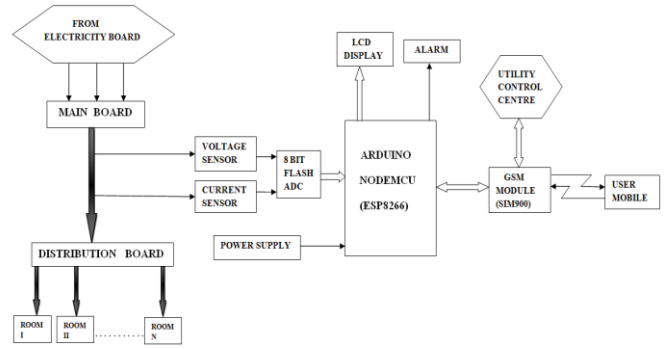 FROM
ELECTRICITY BOARD
MAIN BOARD
VOLTAGE
SENSOR
CURRENT
SENSOR
8 BIT
FLASH
ADC
LCD
DISPLAY
ALARM
ARDUINO
NODEMCU
(ESP8266)
POWER SUPPLY
UTILITY
CONTROL
CENTRE
GSM
MODULE
(SIM900)
USER
MOBILE
DISTRIBUTION BOARD
ROOM
I
ROOM
II
ROOM
N